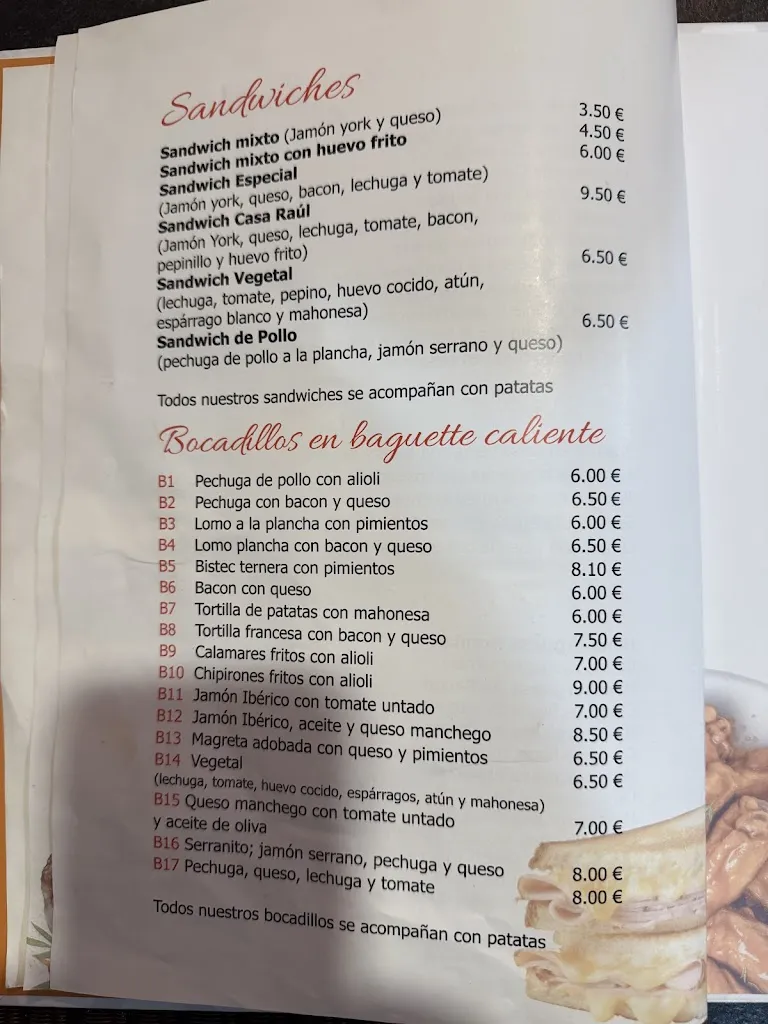 Sandwiches
Sandwich mixto (Jamón york y queso) 3.50 €
Sandwich mixto con huevo frito 4.50 €
Sandwich Especial 6.00 €
(Jamón york, queso, bacon, lechuga y tomate)
Sandwich Casa Raúl 9.50 €
(Jamón York, queso, lechuga, tomate, bacon,
pepinillo y huevo frito)
Sandwich Vegetal 6.50 €
(lechuga, tomate, pepino, huevo cocido, atún,
espárrago blanco y mahonesa)
Sandwich de Pollo 6.50 €
(pechuga de pollo a la plancha, jamón serrano y queso)
Todos nuestros sandwiches se acompañan con patatas
Bocadillos en baguette caliente
B1 Pechuga de pollo con alioli 6.00 €
B2 Pechuga con bacon y queso 6.50 €
B3 Lomo a la plancha con pimientos 6.00 €
B4 Lomo plancha con bacon y queso 6.50 €
B5 Bistec ternera con pimientos 8.10 €
B6 Bacon con queso 6.00 €
B7 Tortilla de patatas con mahonesa 6.00 €
B8 Tortilla francesa con bacon y queso 7.50 €
B9 Calamares fritos con alioli 7.00 €
B10 Chipirones fritos con alioli 9.00 €
B11 Jamón Ibérico con tomate untado 7.00 €
B12 Jamón Ibérico, aceite y queso manchego 8.50 €
B13 Magreta adobada con queso y pimientos 6.50 €
B14 Vegetal 6.50 €
(lechuga, tomate, huevo cocido, espárragos, atún y mahonesa)
B15 Queso manchego con tomate untado
y aceite de oliva 7.00 €
B16 Serranito; jamón serrano, pechuga y queso 8.00 €
B17 Pechuga, queso, lechuga y tomate 8.00 €
Todos nuestros bocadillos se acompañan con patatas